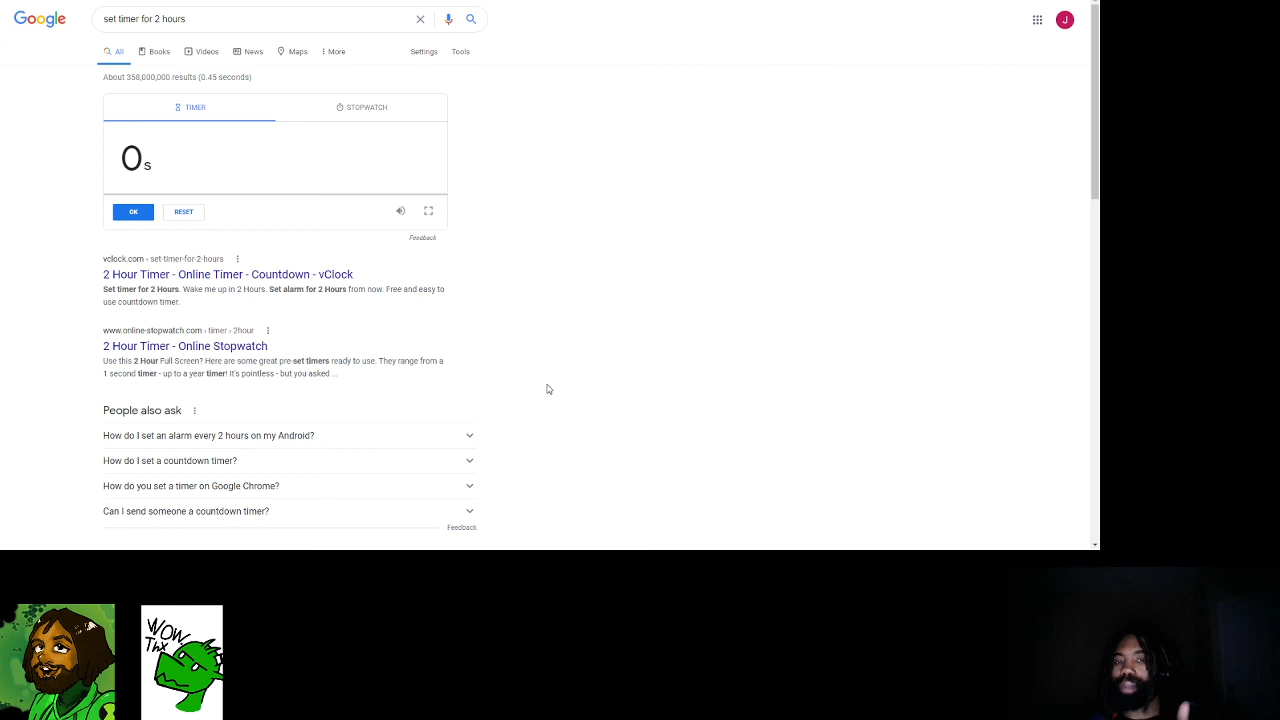 Google
set timer for 2 hours
All Books Videos News Maps More Settings Tools
J
About 358,000,000 results (0.45 seconds)
TIMER STOPWATCH
0s
OK RESET
Feedback
vclock.com › set-timer-for-2-hours
2 Hour Timer - Online Timer - Countdown - vClock
Set timer for 2 Hours. Wake me up in 2 Hours. Set alarm for 2 Hours from now. Free and easy to
use countdown timer.
www.online-stopwatch.com › timer › 2hour
2 Hour Timer - Online Stopwatch
Use this 2 Hour Full Screen? Here are some great pre-set timers ready to use. They range from a
1 second timer - up to a year timer! It's pointless - but you asked ...
People also ask
How do I set an alarm every 2 hours on my Android?
How do I set a countdown timer?
How do you set a timer on Google Chrome?
Can I send someone a countdown timer?
Feedback
WOW
Thx